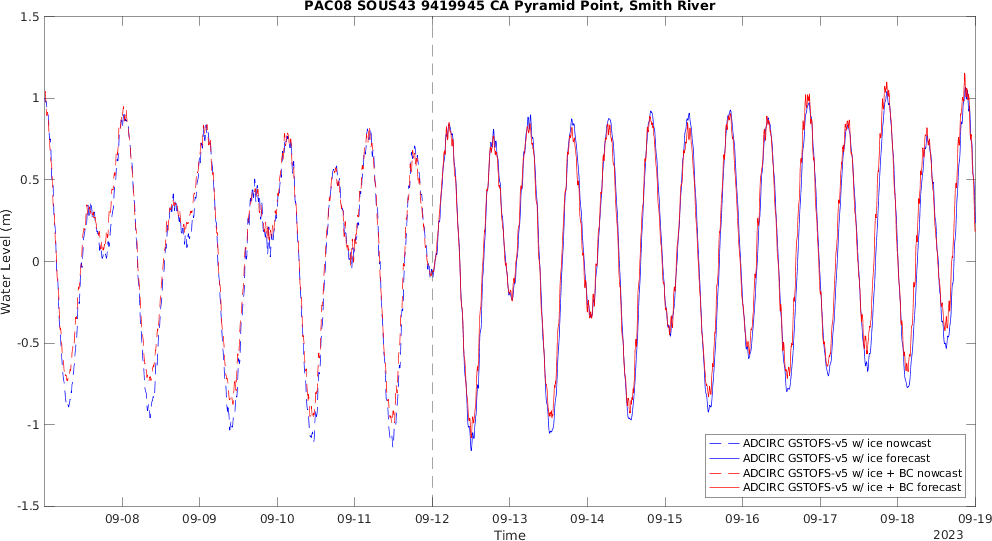 PAC08 SOUS43 9419945 CA Pyramid Point, Smith River
1.5
1
0.5
0
-0.5
-1
-1.5
Water Level (m)
ADCIRC GSTOFS-v5 w/ ice nowcast
ADCIRC GSTOFS-v5 w/ ice forecast
ADCIRC GSTOFS-v5 w/ ice + BC nowcast
ADCIRC GSTOFS-v5 w/ ice + BC forecast
09-08 09-09 09-10 09-11 09-12 09-13 09-14 09-15 09-16 09-17 09-18 09-19
Time
2023